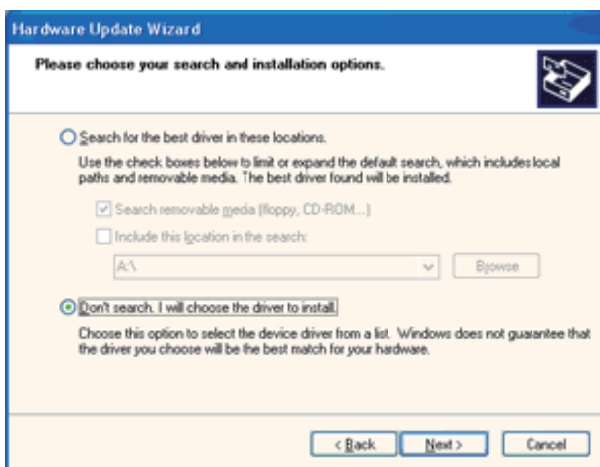 Hardware Update Wizard
Please choose your search and installation options.
Search for the best driver in these locations.
Use the check boxes below to limit or expand the default search, which includes local
paths and removable media. The best driver found will be installed.
Search removable media (floppy, CD-ROM...)
Include this location in the search:
A:\
Browse
Don't search. I will choose the driver to install.
Choose this option to select the device driver from a list. Windows does not guarantee that
the driver you choose will be the best match for your hardware.
< Back Next > Cancel